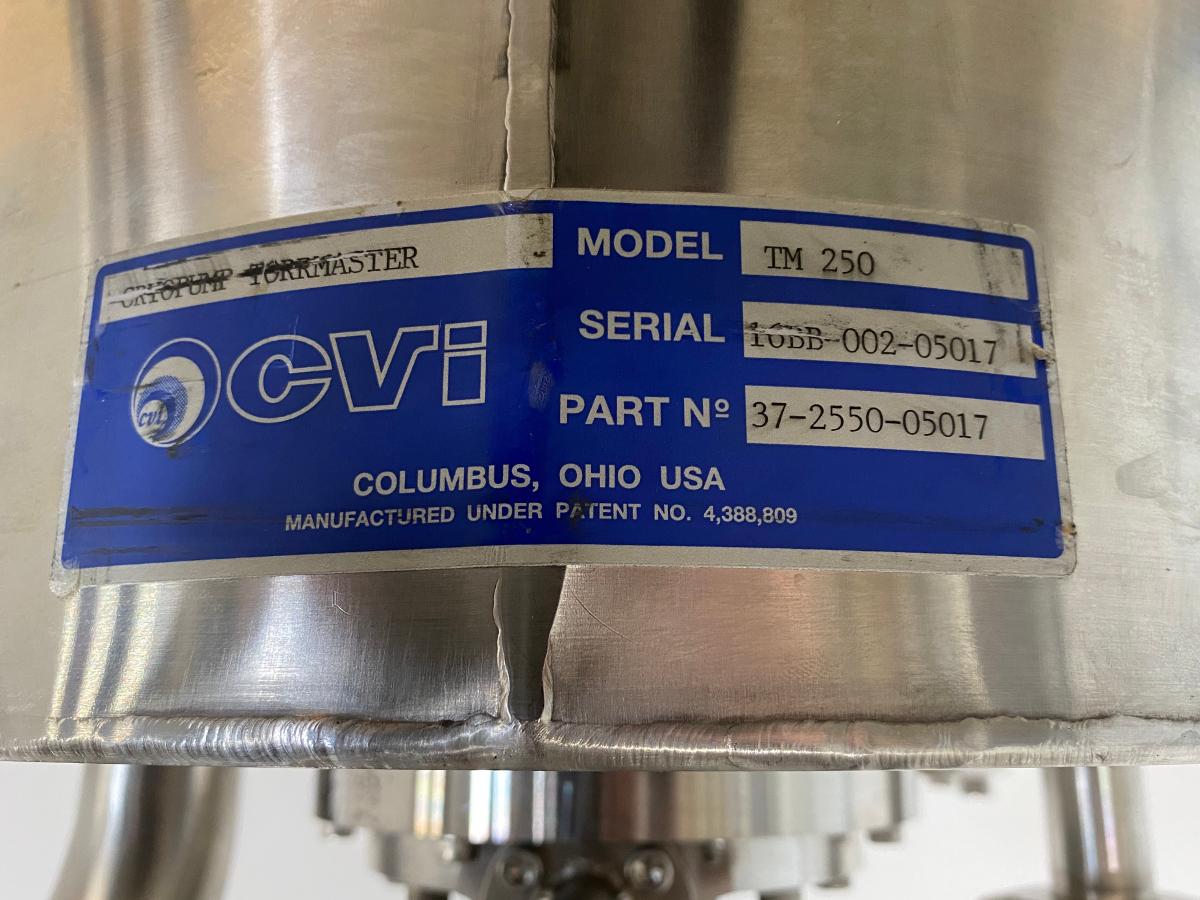 CRYOPUMP TORRMASTER
CVi
CVi
MODEL TM 250
SERIAL 16BB-002-05017
PART Nº 37-2550-05017
COLUMBUS, OHIO USA
MANUFACTURED UNDER PATENT NO. 4,388,809